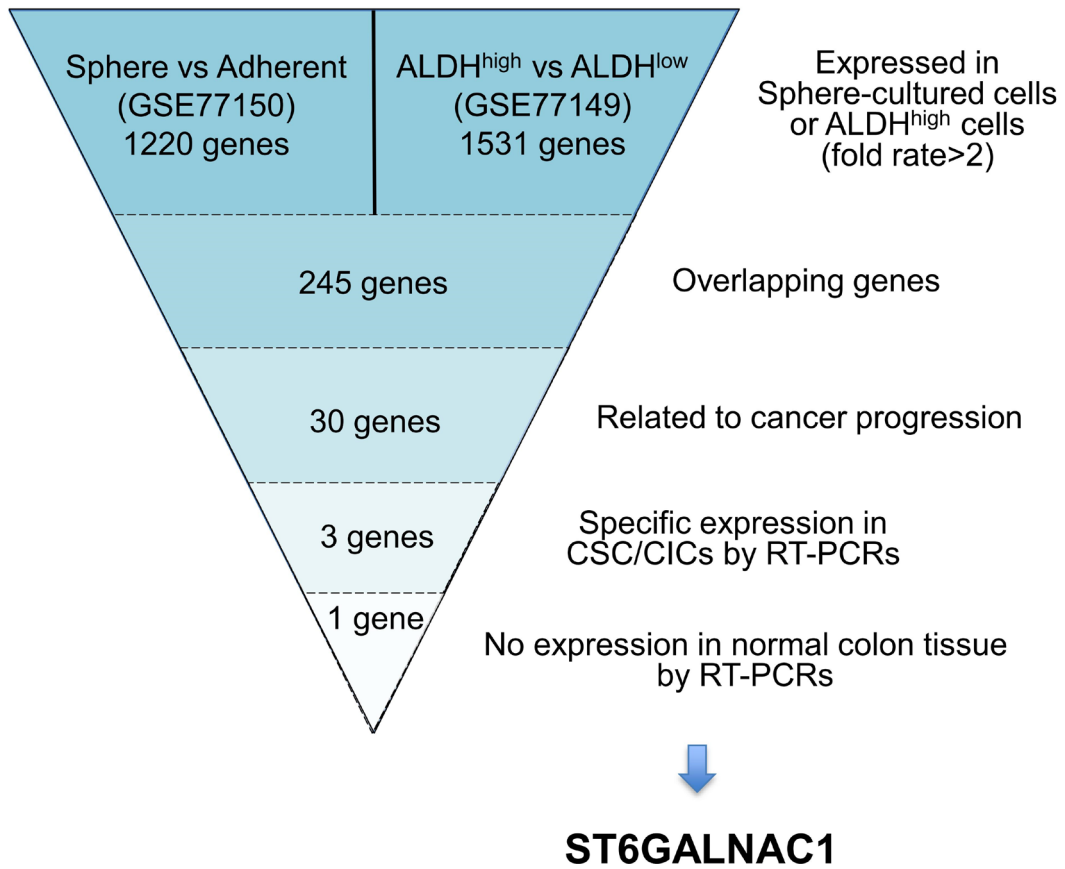 Sphere vs Adherent
(GSE77150)
1220 genes
ALDHhigh vs ALDHlow
(GSE77149)
1531 genes
Expressed in
Sphere-cultured cells
or ALDHhigh cells
(fold rate>2)
245 genes
Overlapping genes
30 genes
Related to cancer progression
3 genes
Specific expression in
CSC/CICs by RT-PCRs
1 gene
No expression in normal colon tissue
by RT-PCRs
ST6GALNAC1